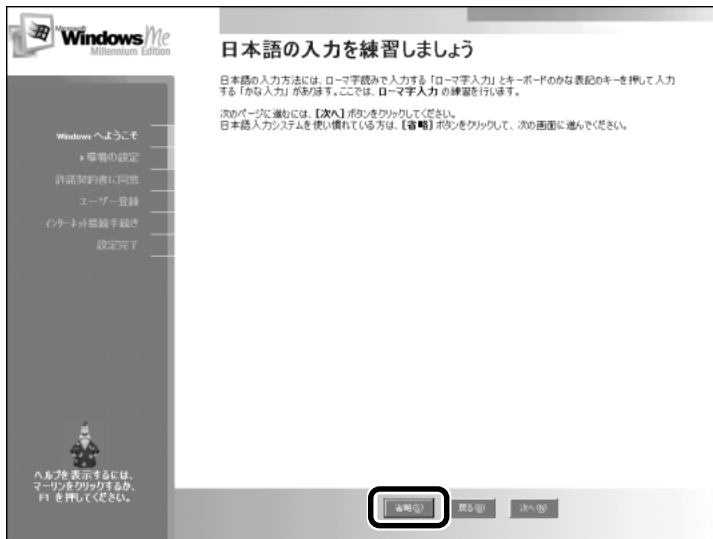 Microsoft
Windows Me
Millennium Edition
日本語の入力を練習しましょう
日本語の入力方法には、ローマ字読みで入力する「ローマ字入力」とキーボードのかな表記のキーを押して入力
する「かな入力」があります。ここでは、ローマ字入力 の練習を行います。
次のページに進むには、【次へ】ボタンをクリックしてください。
日本語入力システムを使い慣れている方は、【省略】ボタンをクリックして、次の画面に進んでください。
Windows へようこそ
環境の設定
許諾契約書に同意
ユーザー登録
インターネット接続手続き
設定完了
ヘルプを表示するには、
マーリンをクリックするか、
F1 を押してください。
省略(S) 戻る(B) 次へ(N)